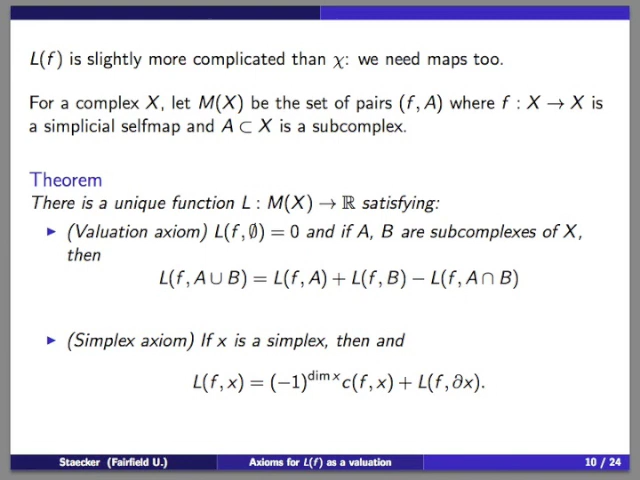 L(f) is slightly more complicated than χ: we need maps too.
For a complex X, let M(X) be the set of pairs (f, A) where f : X → X is
a simplicial selfmap and A ⊂ X is a subcomplex.
Theorem
There is a unique function L : M(X) → ℝ satisfying:
▶ (Valuation axiom) L(f, ∅) = 0 and if A, B are subcomplexes of X,
then
L(f, A ∪ B) = L(f, A) + L(f, B) − L(f, A ∩ B)
▶ (Simplex axiom) If x is a simplex, then and
L(f, x) = (−1)^{dim x} c(f, x) + L(f, ∂x).
Staecker (Fairfield U.) Axioms for L(f) as a valuation 10 / 24